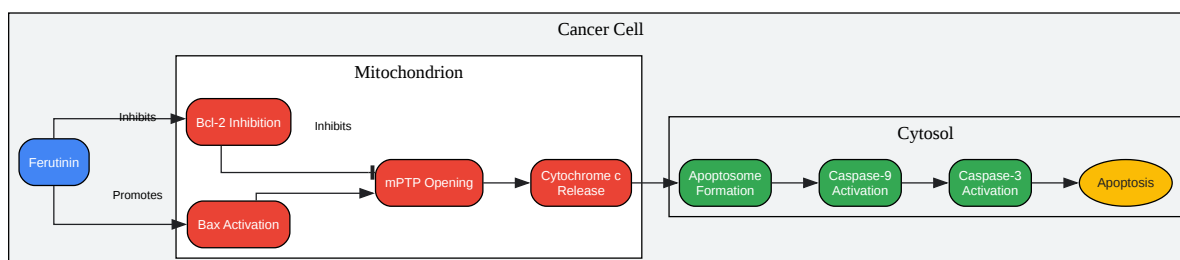 Cancer Cell
Mitochondrion
Cytosol
Ferutinin
Inhibits
Promotes
Bcl-2 Inhibition
Inhibits
Bax Activation
mPTP Opening
Cytochrome c
Release
Apoptosome
Formation
Caspase-9
Activation
Caspase-3
Activation
Apoptosis